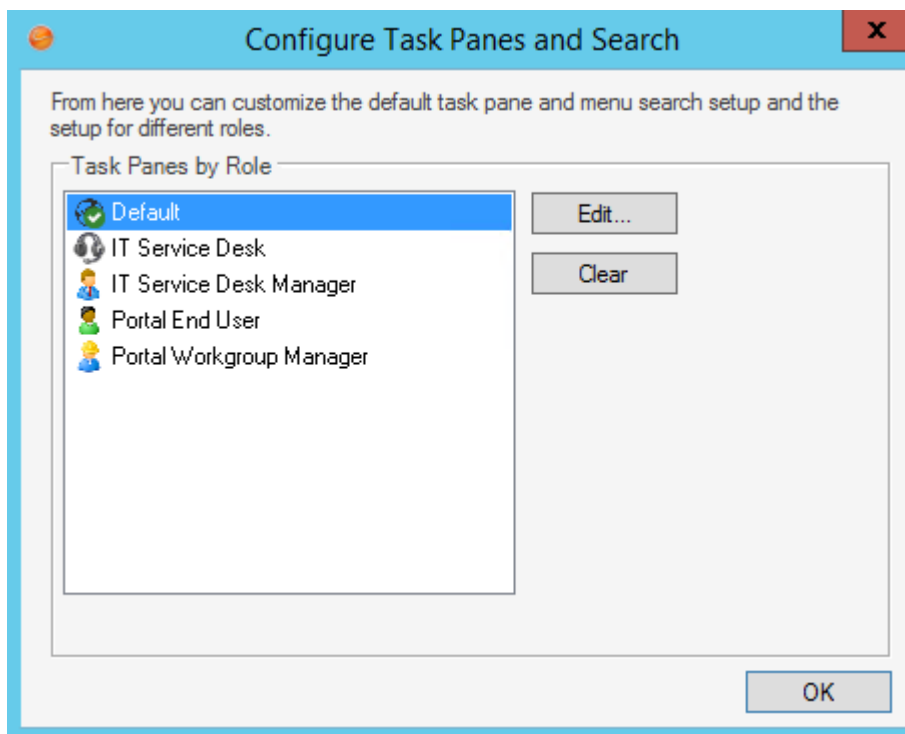 Configure Task Panes and Search
x
From here you can customize the default task pane and menu search setup and the
setup for different roles.
Task Panes by Role
Default
Edit...
IT Service Desk
Clear
IT Service Desk Manager
Portal End User
Portal Workgroup Manager
OK